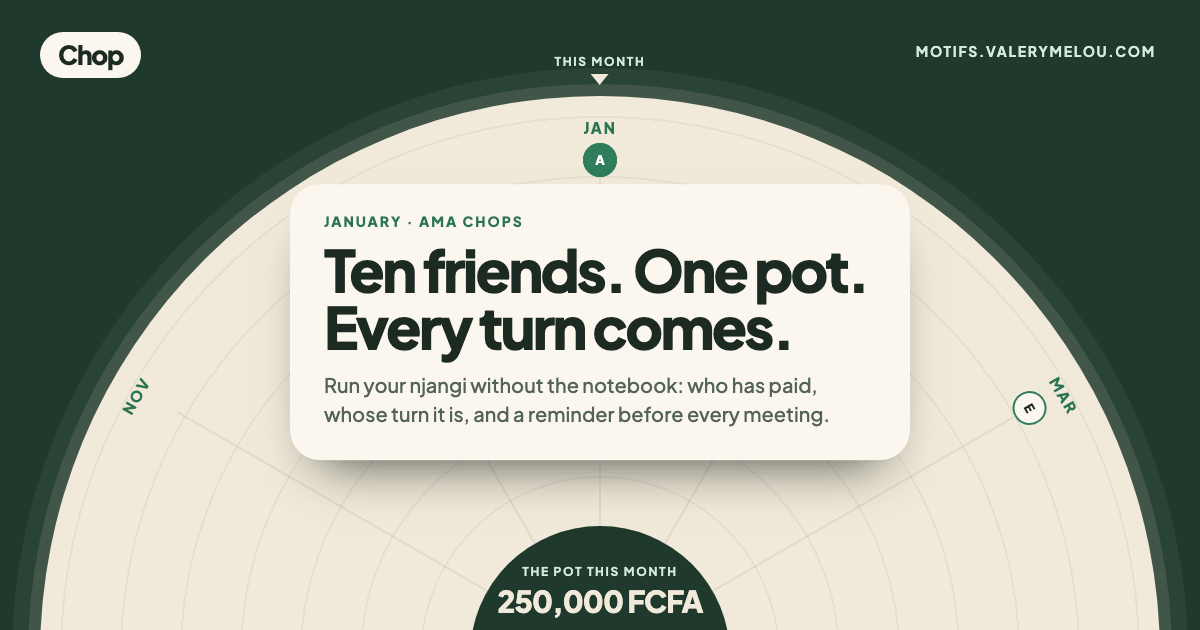 Chop
MOTIFS.VALERYMELOU.COM
THIS MONTH
JAN
A
JANUARY · AMA CHOPS
Ten friends. One pot.
Every turn comes.
Run your njangi without the notebook: who has paid,
whose turn it is, and a reminder before every meeting.
NOV
MAR
E
THE POT THIS MONTH
250,000 FCFA